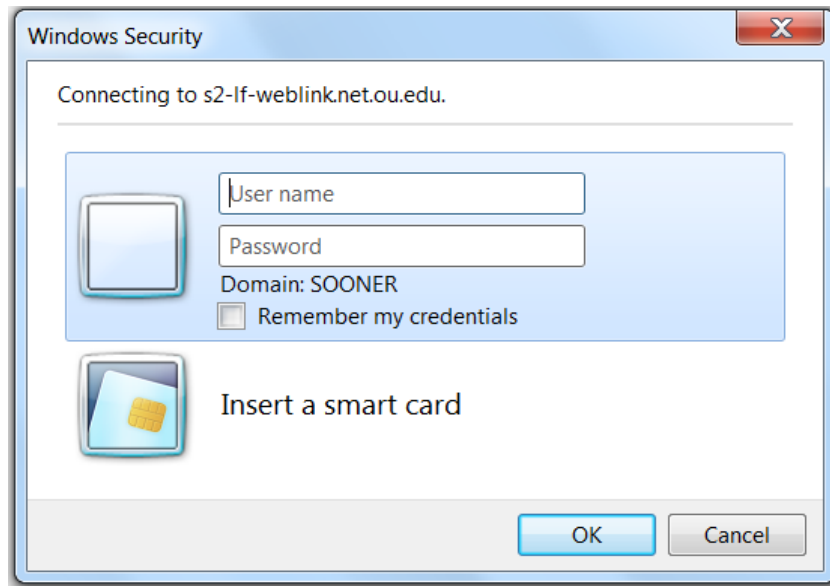 Windows Security
Connecting to s2-lf-weblink.net.ou.edu.
User name
Password
Domain: SOONER
Remember my credentials
Insert a smart card
OK
Cancel